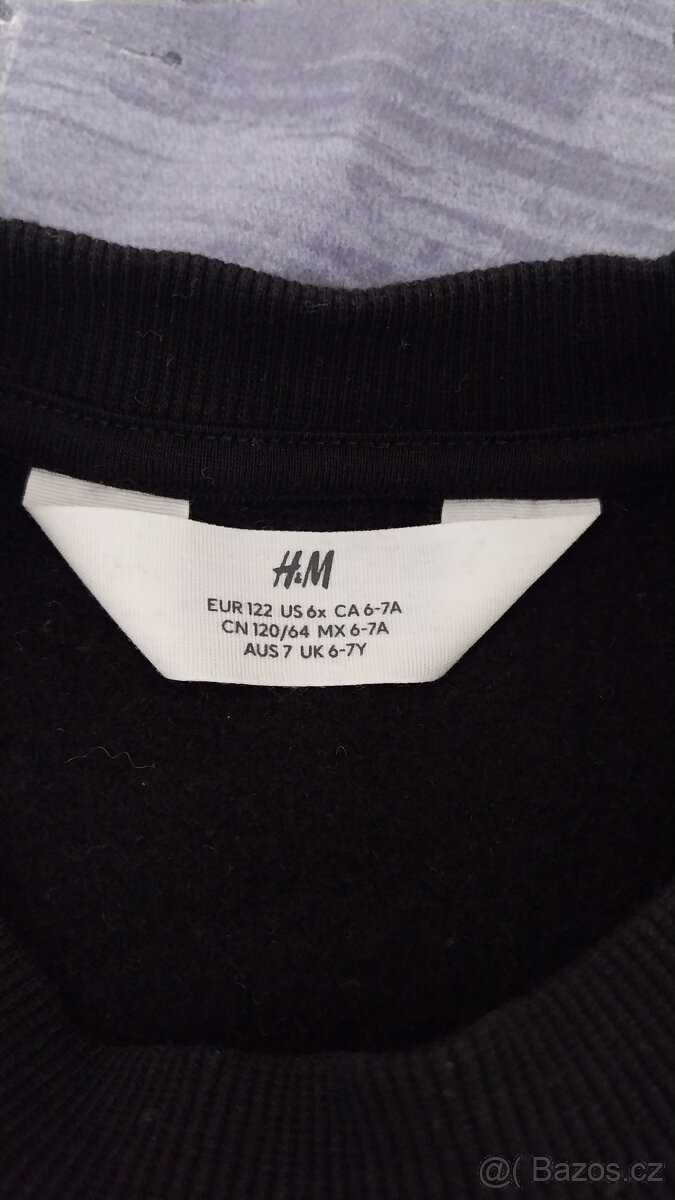 H&M
EUR 122 US 6x CA 6-7A
CN 120/64 MX 6-7A
AUS 7 UK 6-7Y
@( Bazos.cz